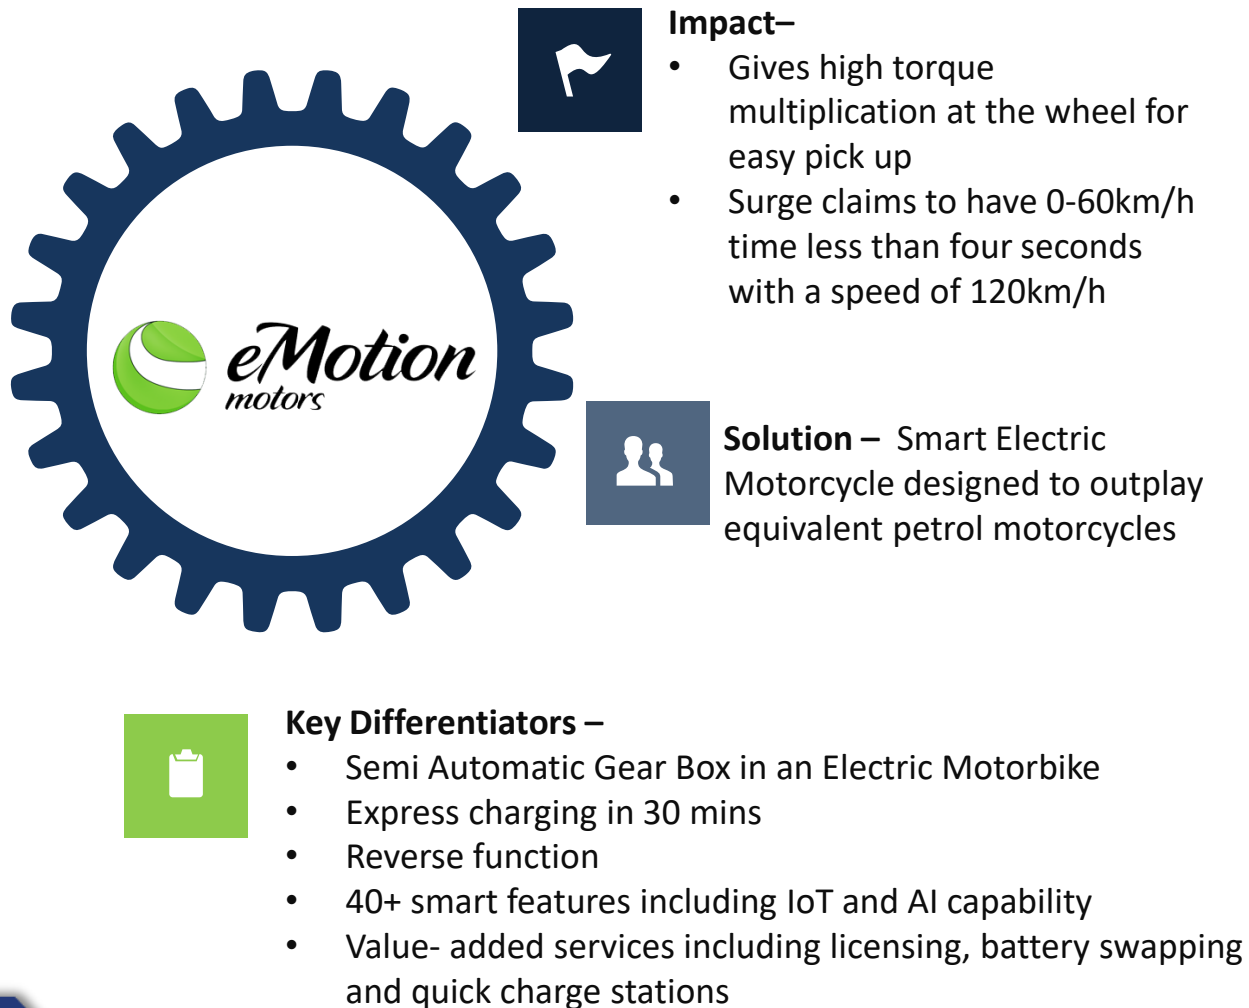 Impact–
• Gives high torque
multiplication at the wheel for
easy pick up
• Surge claims to have 0-60km/h
time less than four seconds
with a speed of 120km/h
eMotion
motors
Solution – Smart Electric
Motorcycle designed to outplay
equivalent petrol motorcycles
Key Differentiators –
• Semi Automatic Gear Box in an Electric Motorbike
• Express charging in 30 mins
• Reverse function
• 40+ smart features including IoT and AI capability
• Value- added services including licensing, battery swapping
and quick charge stations